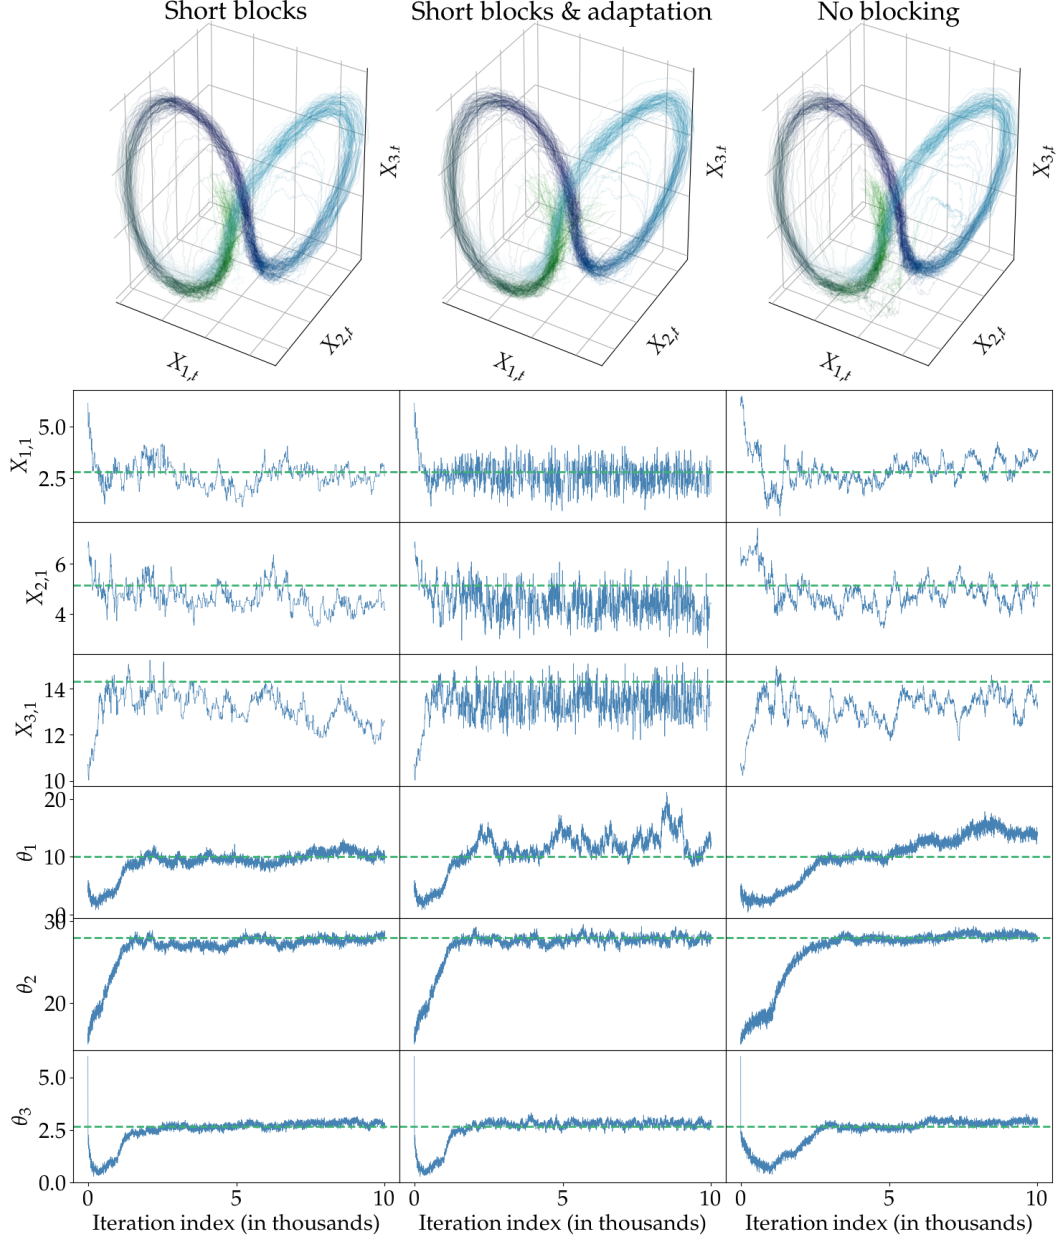 Short blocks
Short blocks & adaptation
No blocking
X3,t
X3,t
X3,t
X2,t
X2,t
X2,t
X1,t
X1,t
X1,t
X1,1
5.0
2.5
X2,1
6
4
X3,1
14
12
10
θ1
20
10
0
θ2
30
20
θ3
5.0
2.5
0.0
0 5 10
0 5 10
0 5 10
Iteration index (in thousands)
Iteration index (in thousands)
Iteration index (in thousands)